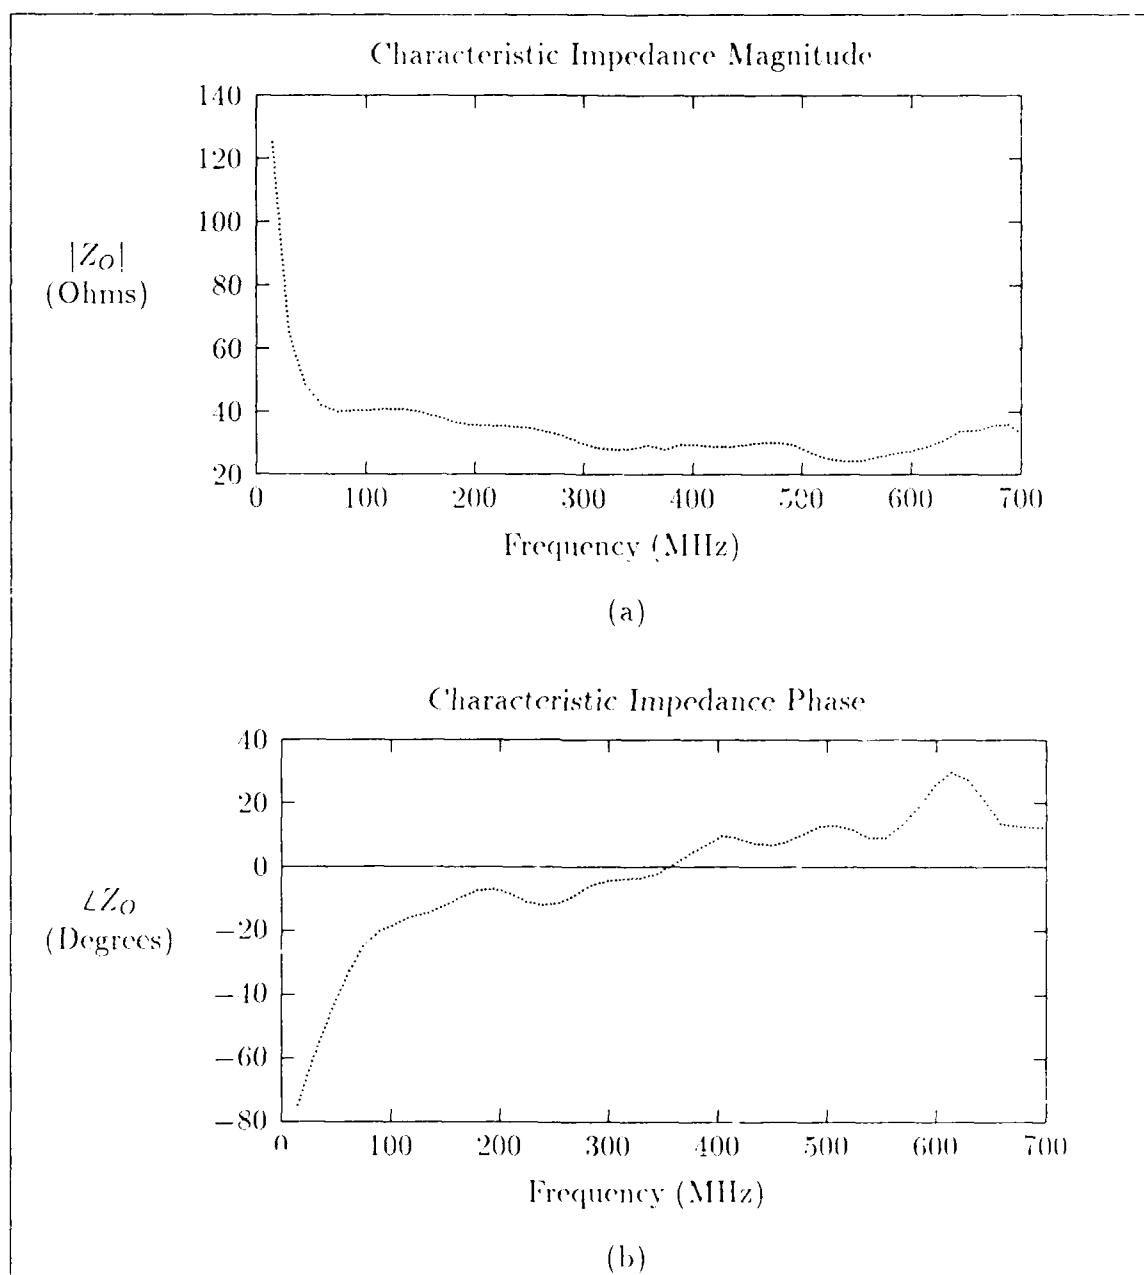 Characteristic Impedance Magnitude
140
120
100
80
60
40
20
|Z_O|
(Ohms)
0 100 200 300 400 500 600 700
Frequency (MHz)
(a)
Characteristic Impedance Phase
40
20
0
−20
−40
−60
−80
∠Z_O
(Degrees)
0 100 200 300 400 500 600 700
Frequency (MHz)
(b)